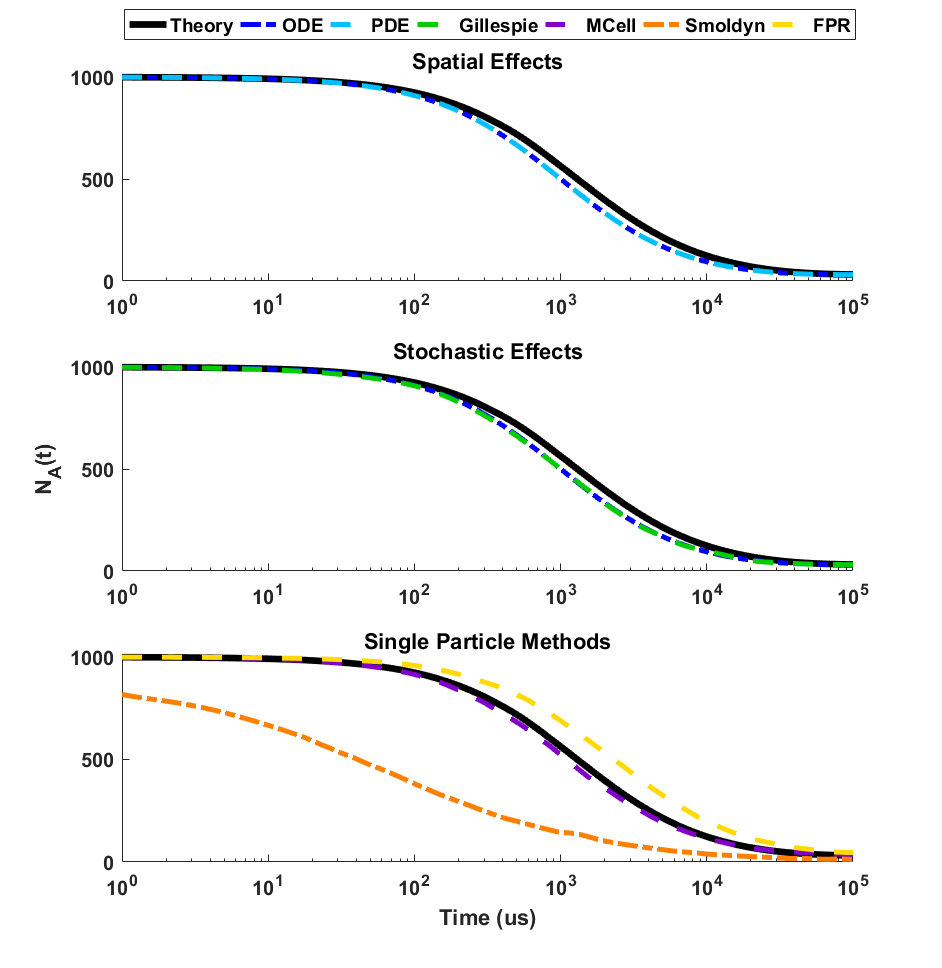 Theory ODE PDE Gillespie MCell Smoldyn FPR
Spatial Effects
1000
500
0
10^0 10^1 10^2 10^3 10^4 10^5
Stochastic Effects
1000
500
0
10^0 10^1 10^2 10^3 10^4 10^5
N_A(t)
Single Particle Methods
1000
500
0
10^0 10^1 10^2 10^3 10^4 10^5
Time (us)